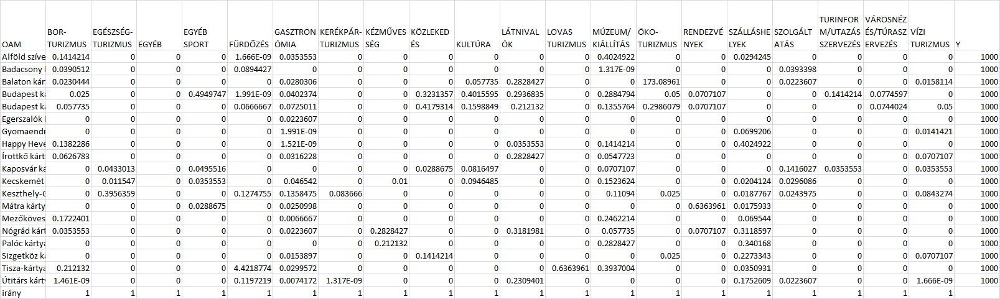 OAM BOR-TURIZMUS EGÉSZSÉG-TURIZMUS EGYÉB EGYÉB SPORT FÜRDŐZÉS GASZTRONÓMIA KERÉKPÁR-TURIZMUS KÉZMŰVESSÉG KÖZLEKEDÉS KULTÚRA LÁTNIVALÓK LOVAS TURIZMUS MÚZEUM/KIÁLLÍTÁS ÖKO-TURIZMUS RENDEZVÉNYEK SZÁLLÁSHELYEK SZOLGÁLTATÁS TURINFORM/UTAZÁSSZERVEZÉS VÁROSNÉZÉS/TÚRASZERVEZÉS VÍZI TURIZMUS Y
Alföld szíve 0.1414214 0 0 0 1.666E-09 0.0353553 0 0 0 0 0 0 0.4024922 0 0 0.0294245 0 0 0 0 1000
Badacsony 0.0390512 0 0 0 0.0894427 0 0 0 0 0 0 0 1.317E-09 0 0 0 0.0393398 0 0 0 1000
Balaton kár 0.0230444 0 0 0 0 0.0280306 0 0 0 0.057735 0.2828427 0 0 173.08961 0 0 0.0223607 0 0 0.0158114 1000
Budapest ka 0.025 0 0 0.4949747 1.991E-09 0.0402374 0 0 0.3231357 0.4015595 0.2936835 0 0.2884794 0.05 0.0707107 0 0 0.1414214 0.0774597 0 1000
Budapest ka 0.057735 0 0 0 0.0666667 0.0725011 0 0 0.4179314 0.1598849 0.212132 0 0.1355764 0.2986079 0.0707107 0 0 0 0.0744024 0.05 1000
Egerszalók 0 0 0 0 0 0.0223607 0 0 0 0 0 0 0 0 0 0 0 0 0 0 1000
Gyomaendr 0 0 0 0 0 1.991E-09 0 0 0 0 0 0 0 0 0 0.0699206 0 0 0 0.0141421 1000
Happy Heve 0.1382286 0 0 0 0 1.521E-09 0 0 0 0 0.0353553 0 0.1414214 0 0 0.4024922 0 0 0 0 1000
Írottkő kárt 0.0626783 0 0 0 0 0.0316228 0 0 0 0 0.2828427 0 0.0547723 0 0 0 0 0 0 0.0707107 1000
Kaposvár ká 0 0.0433013 0 0.0495516 0 0 0 0 0.0288675 0.0816497 0 0 0.0707107 0 0 0 0.1416027 0.0353553 0 0.0353553 1000
Kecskemét 0 0.011547 0 0.0353553 0 0.046542 0 0.01 0 0.0946485 0 0 0.1523624 0 0 0.0204124 0.0296086 0 0 0 1000
Keszthely-G 0 0.3956359 0 0 0.1274755 0.1358475 0.083666 0 0 0 0 0 0.11094 0.025 0 0.0187767 0.0243975 0 0 0.0843274 1000
Mátra kárty 0 0 0 0.0288675 0 0.0250998 0 0 0 0 0 0 0 0 0.6363961 0.0175933 0 0 0 0 1000
Mezőköves 0.1722401 0 0 0 0 0.0066667 0 0 0 0 0 0 0.2462214 0 0 0.069544 0 0 0 0 1000
Nógrád kárt 0.0353553 0 0 0 0 0.0223607 0 0.2828427 0 0 0.3181981 0 0.057735 0 0.0707107 0.3118597 0 0 0 0 1000
Palóc kártya 0 0 0 0 0 0 0 0.212132 0 0 0 0 0.2828427 0 0 0.340168 0 0 0 0 1000
Sizgetköz ká 0 0 0 0 0 0.0153897 0 0 0.1414214 0 0 0 0 0.025 0 0.2273343 0 0 0 0.0707107 1000
Tisza-kártya 0.212132 0 0 0 4.4218774 0.0299572 0 0 0 0 0 0.6363961 0.3937004 0 0 0.0350931 0 0 0 0 1000
Útitárs kárty 1.461E-09 0 0 0 0.1197219 0.0074172 1.317E-09 0 0 0 0.2309401 0 0 0 0 0.1752609 0.0223607 0 0 1.666E-09 1000
irány 1 1 1 1 1 1 1 1 1 1 1 1 1 1 1 1 1 1 1 1